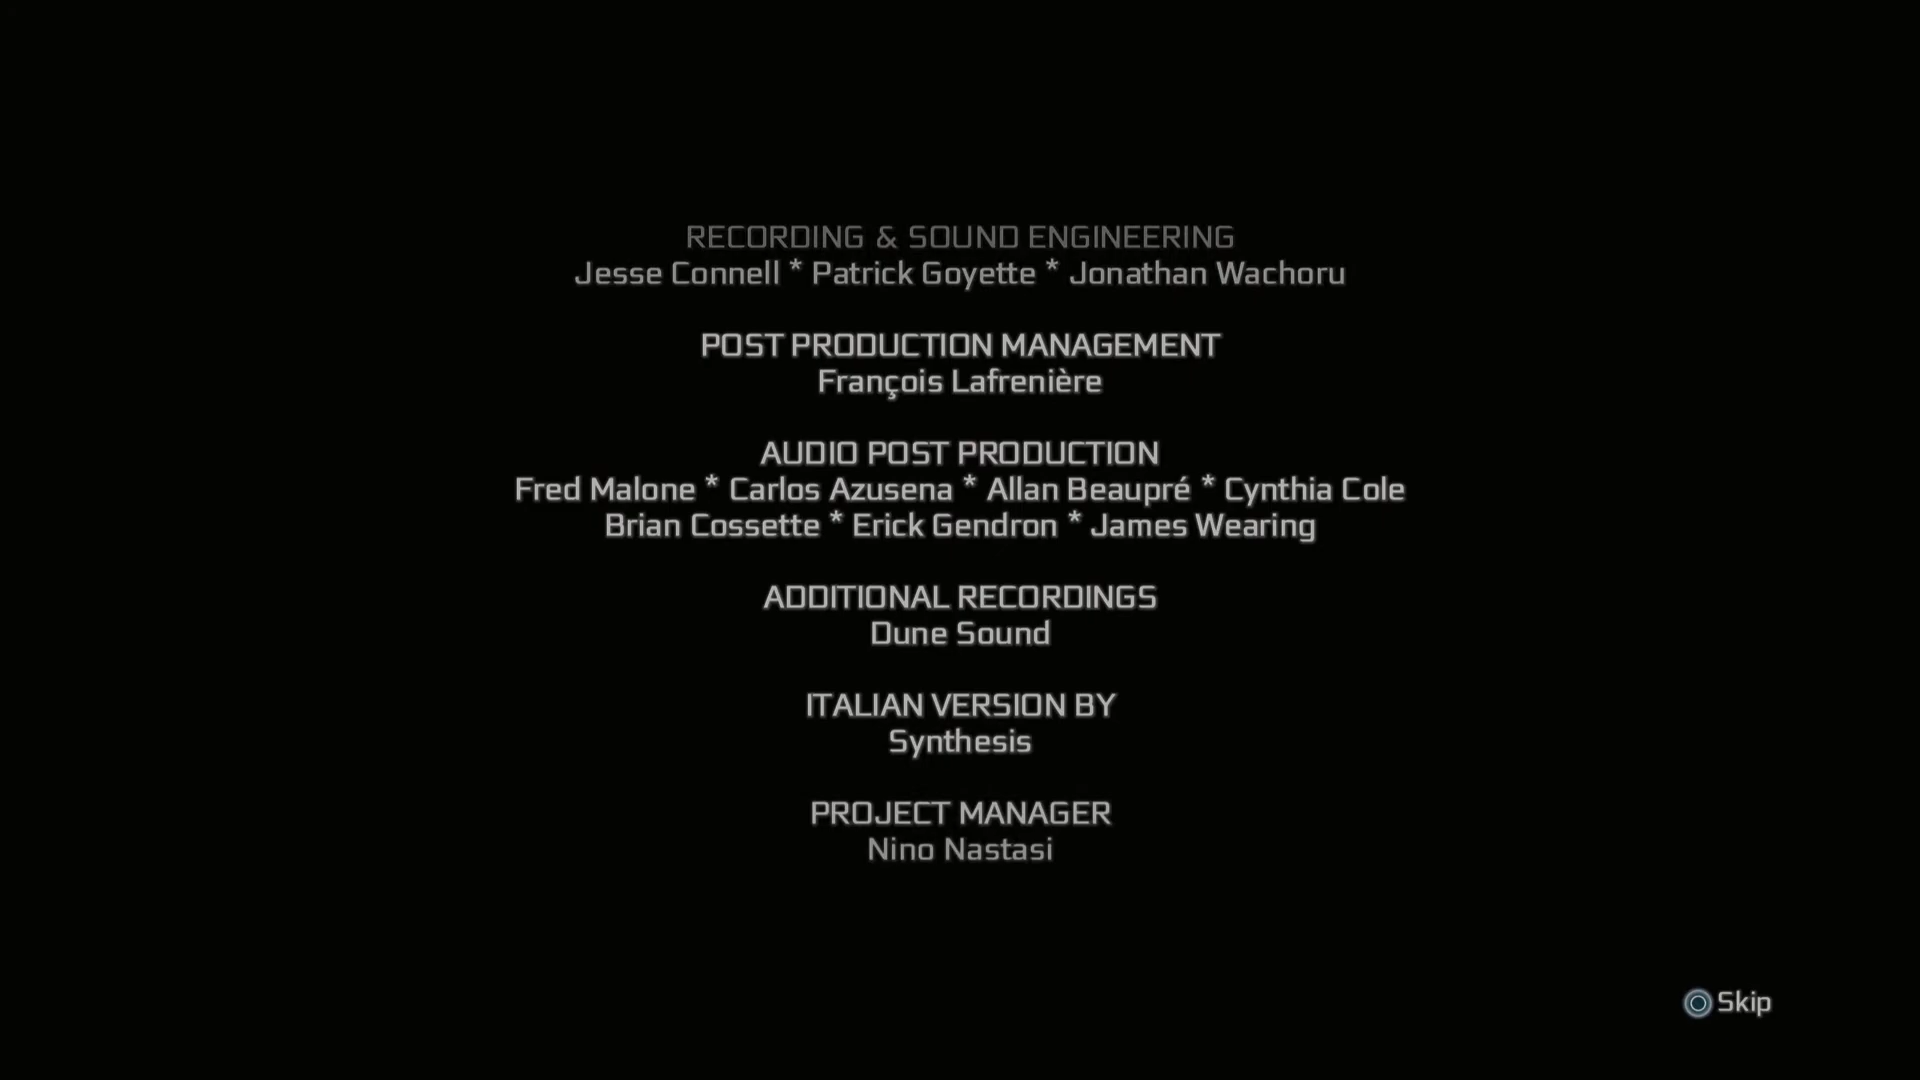 RECORDING & SOUND ENGINEERING
Jesse Connell * Patrick Goyette * Jonathan Wachoru
POST PRODUCTION MANAGEMENT
François Lafrenière
AUDIO POST PRODUCTION
Fred Malone * Carlos Azusena * Allan Beaupré * Cynthia Cole
Brian Cossette * Erick Gendron * James Wearing
ADDITIONAL RECORDINGS
Dune Sound
ITALIAN VERSION BY
Synthesis
PROJECT MANAGER
Nino Nastasi
Skip